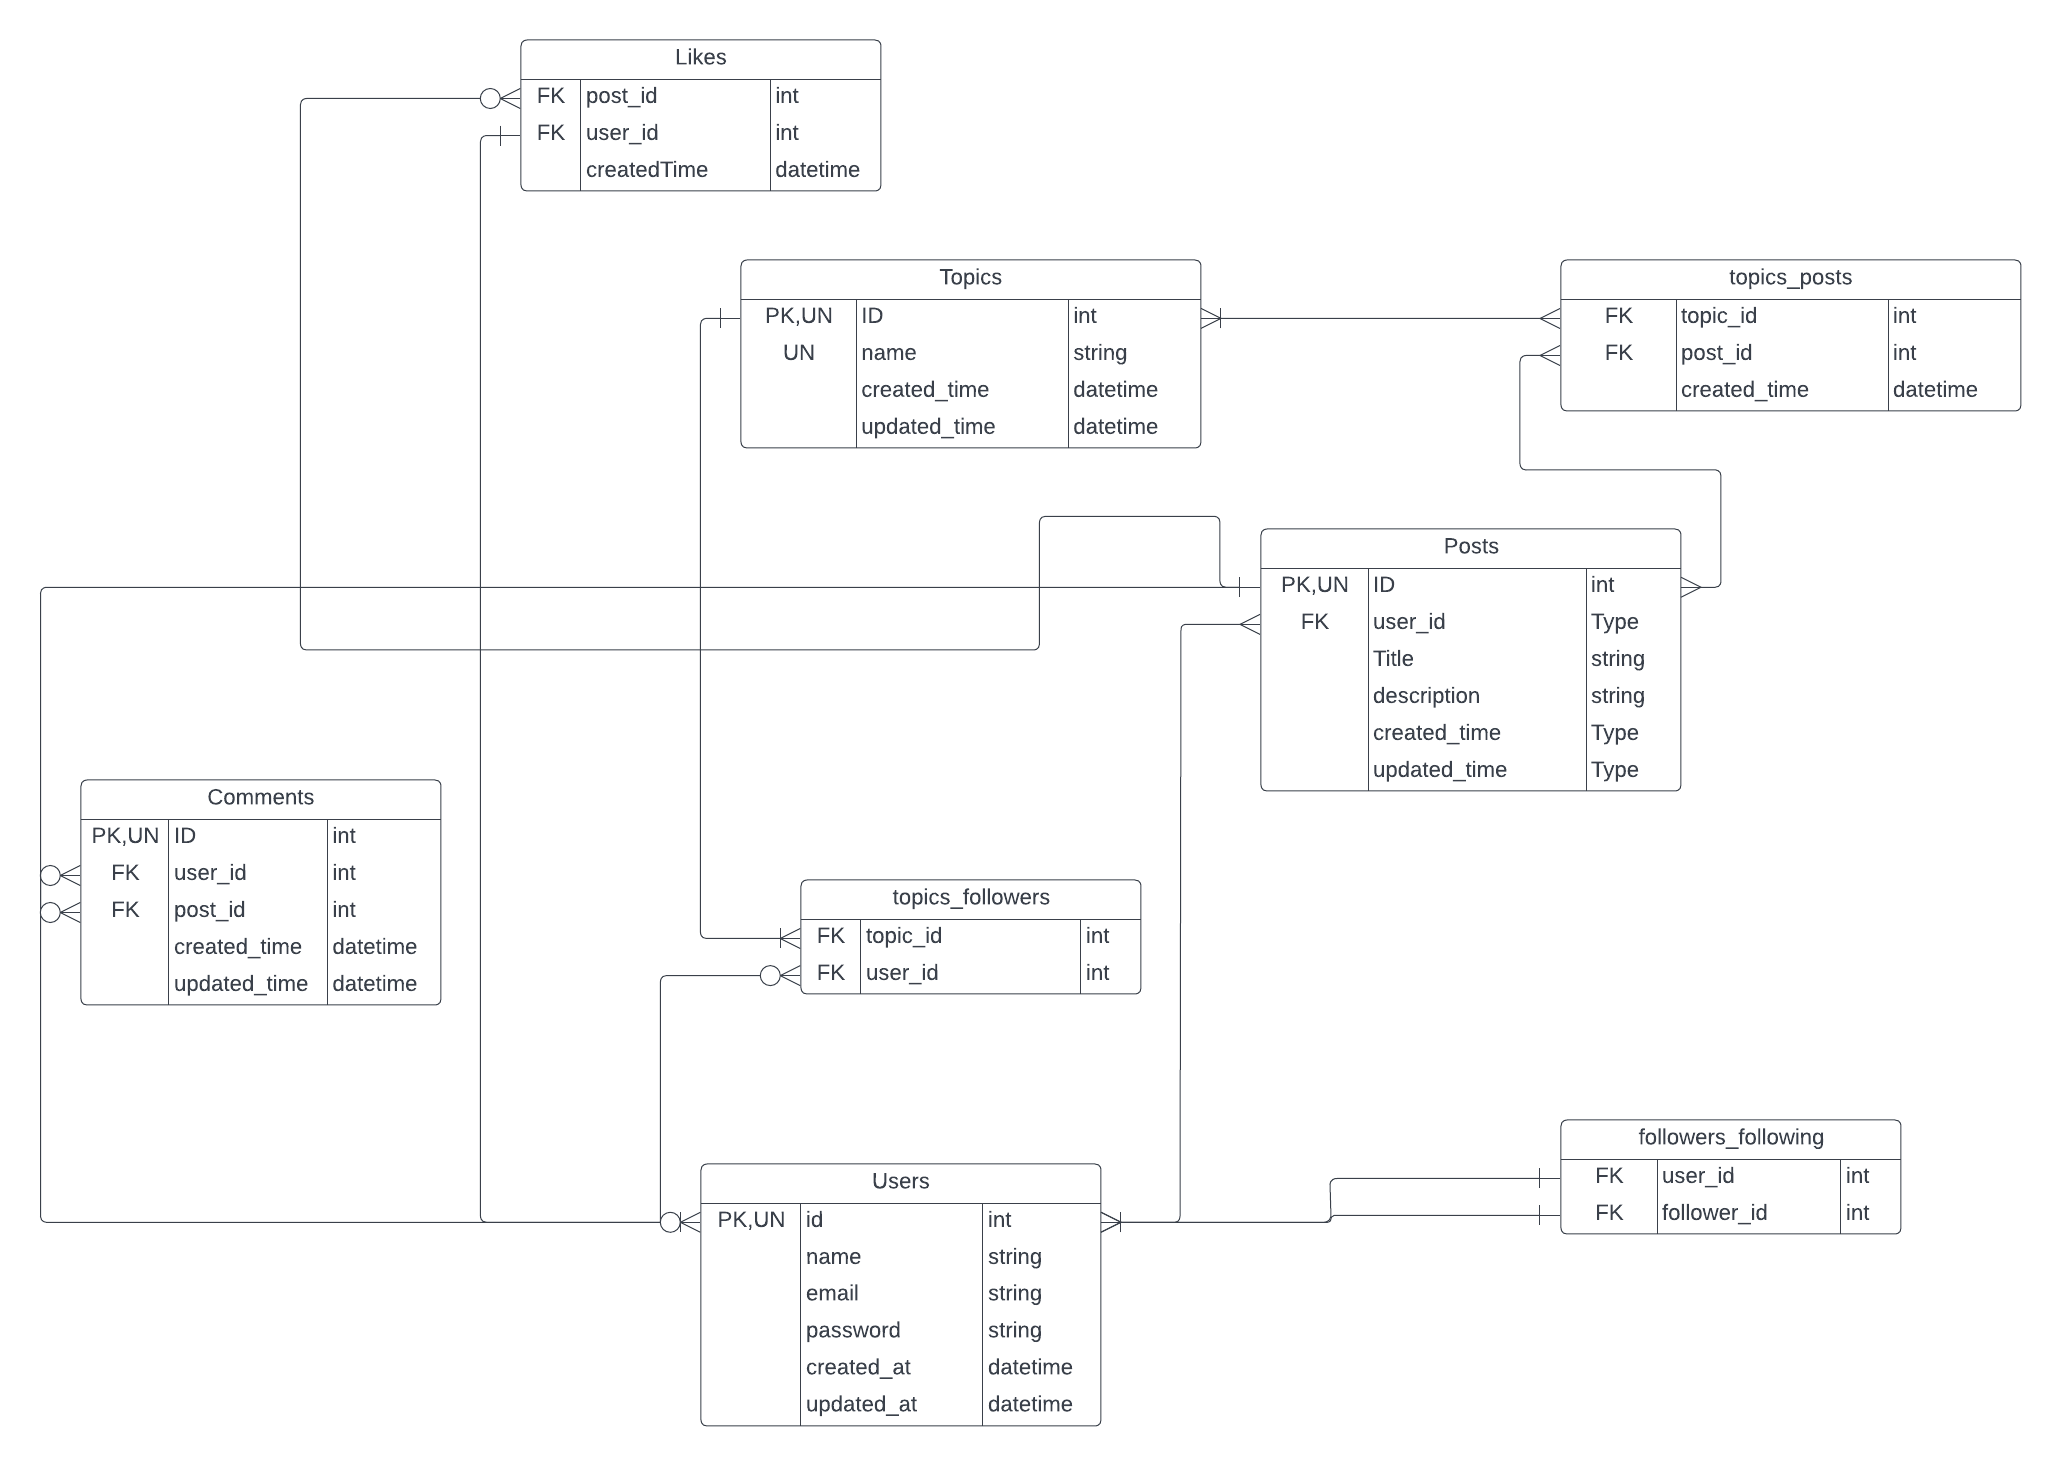 Likes
FK post_id int
FK user_id int
createdTime datetime
Topics
PK,UN ID int
UN name string
created_time datetime
updated_time datetime
topics_posts
FK topic_id int
FK post_id int
created_time datetime
Posts
PK,UN ID int
FK user_id Type
Title string
description string
created_time Type
updated_time Type
Comments
PK,UN ID int
FK user_id int
FK post_id int
created_time datetime
updated_time datetime
topics_followers
FK topic_id int
FK user_id int
followers_following
FK user_id int
FK follower_id int
Users
PK,UN id int
name string
email string
password string
created_at datetime
updated_at datetime